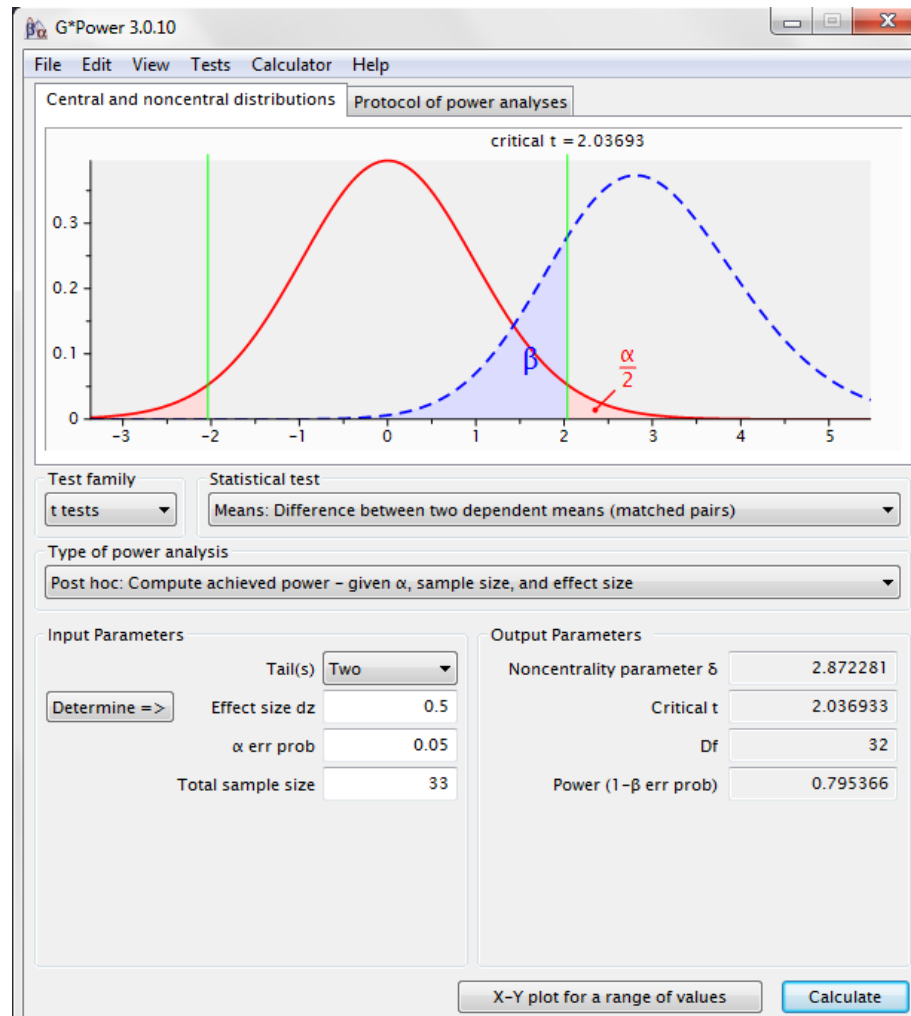 G*Power 3.0.10
File Edit View Tests Calculator Help
Central and noncentral distributions Protocol of power analyses
critical t = 2.03693
0.3
0.2
0.1
0
β
α
2
-3 -2 -1 0 1 2 3 4 5
Test family Statistical test
t tests Means: Difference between two dependent means (matched pairs)
Type of power analysis
Post hoc: Compute achieved power – given α, sample size, and effect size
Input Parameters Output Parameters
Tail(s) Two Noncentrality parameter δ 2.872281
Determine => Effect size dz 0.5 Critical t 2.036933
α err prob 0.05 Df 32
Total sample size 33 Power (1-β err prob) 0.795366
X-Y plot for a range of values Calculate